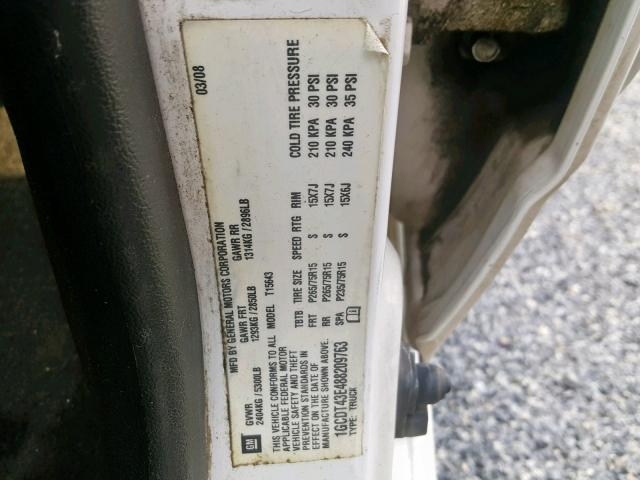 MFD BY GENERAL MOTORS CORPORATION 03/08
GM GVWR GAWR FRT GAWR RR
2404KG / 5300LB 1293KG / 2850LB 1314KG / 2896LB
THIS VEHICLE CONFORMS TO ALL MODEL T15643
APPLICABLE FEDERAL MOTOR
VEHICLE SAFETY AND THEFT
PREVENTION STANDARDS IN
EFFECT ON THE DATE OF
MANUFACTURE SHOWN ABOVE.
1GCDT43E488209763
TYPE: TRUCK
TBTB TIRE SIZE SPEED RTG RIM COLD TIRE PRESSURE
FRT P265/75R15 S 15X7J 210 KPA 30 PSI
RR P265/75R15 S 15X7J 210 KPA 30 PSI
SPA P235/75R15 S 15X6J 240 KPA 35 PSI